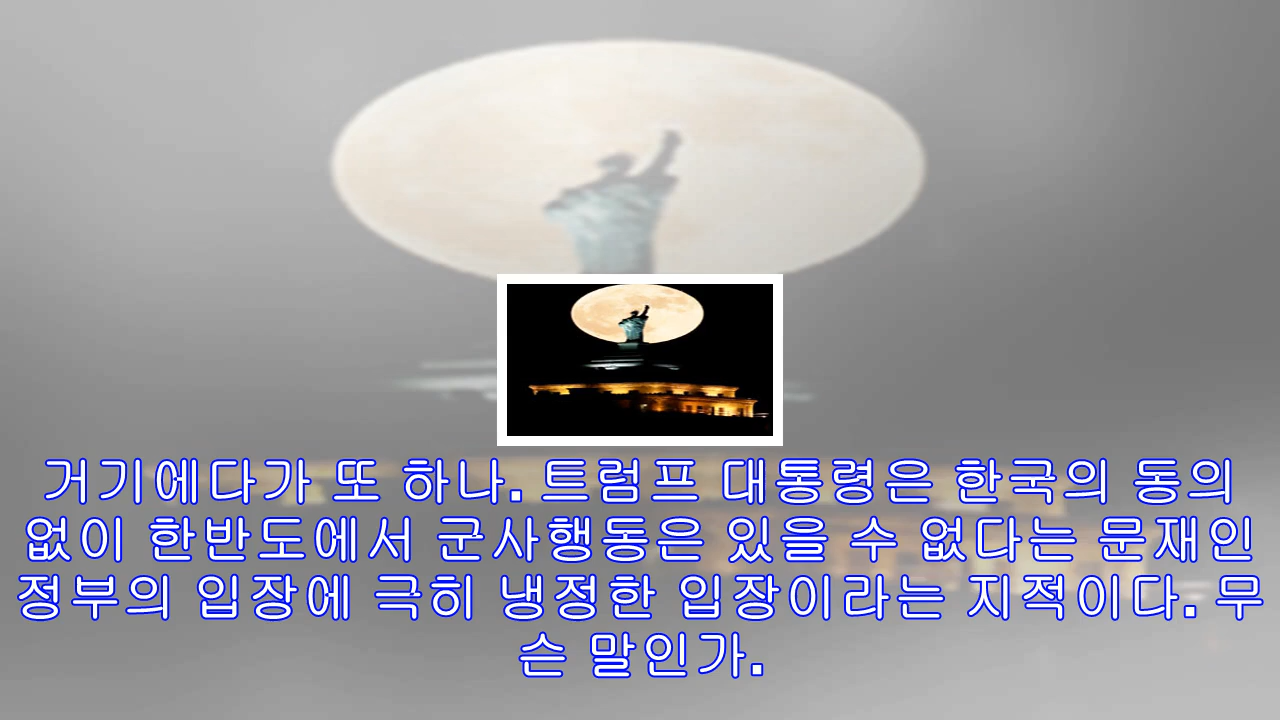 거기에다가 또 하나. 트럼프 대통령은 한국의 동의
없이 한반도에서 군사행동은 있을 수 없다는 문재인
정부의 입장에 극히 냉정한 입장이라는 지적이다. 무
슨 말인가.